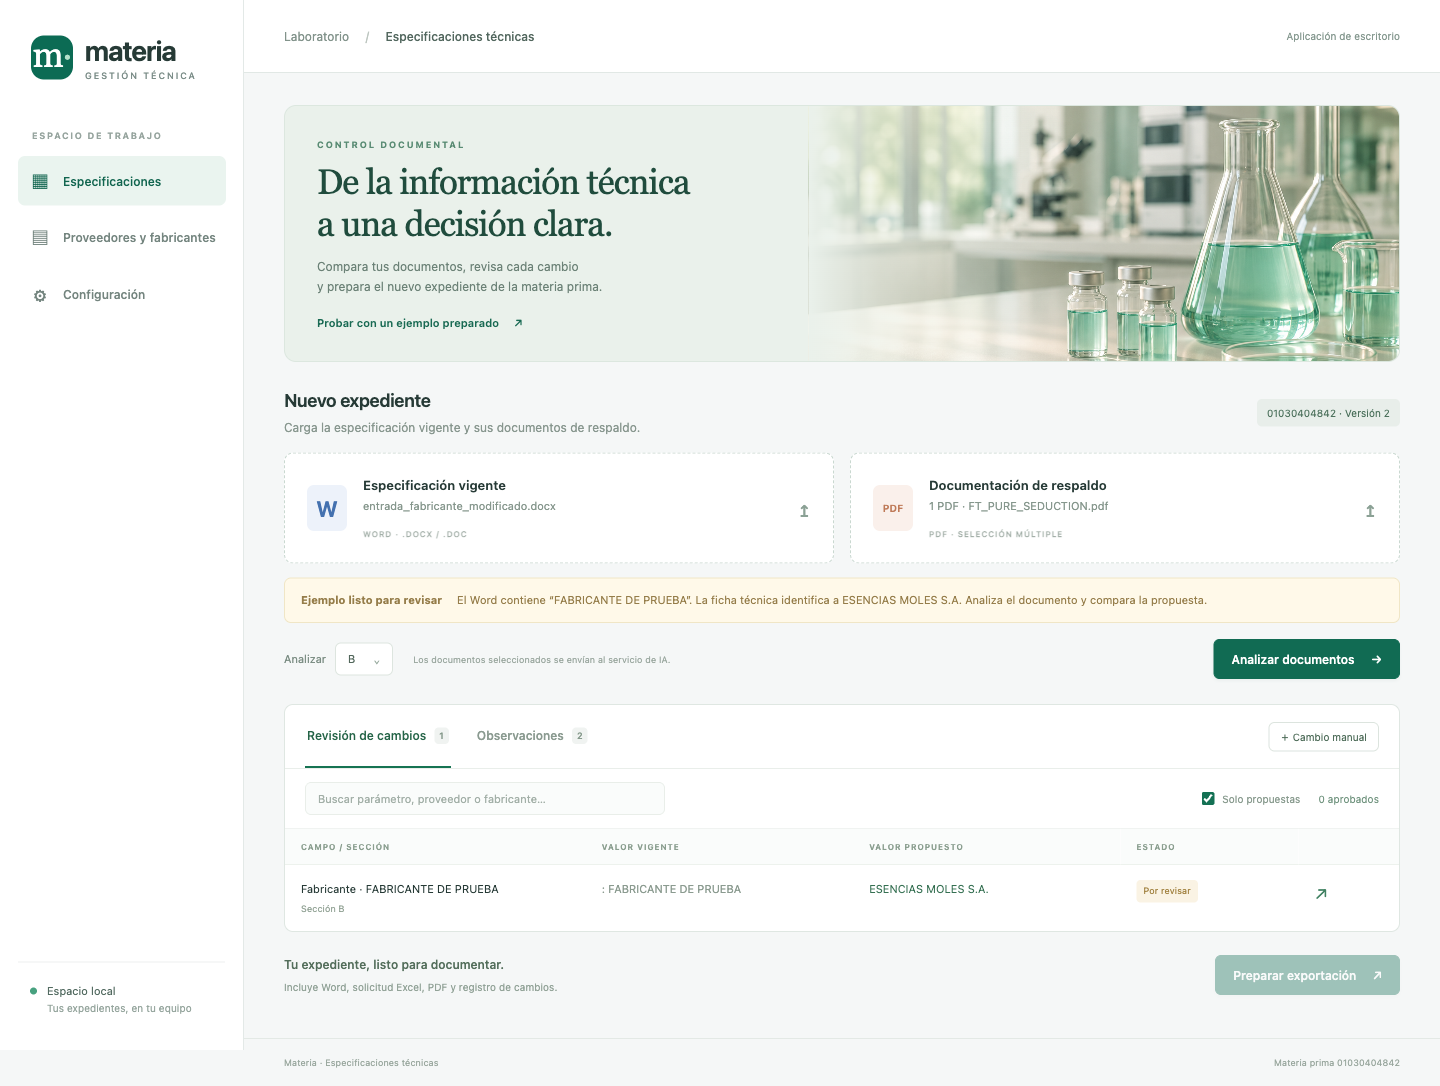 m.
materia
GESTIÓN TÉCNICA
ESPACIO DE TRABAJO
Especificaciones
Proveedores y fabricantes
Configuración
Espacio local
Tus expedientes, en tu equipo
Laboratorio / Especificaciones técnicas
Aplicación de escritorio
CONTROL DOCUMENTAL
De la información técnica
a una decisión clara.
Compara tus documentos, revisa cada cambio
y prepara el nuevo expediente de la materia prima.
Probar con un ejemplo preparado ↗
Nuevo expediente
Carga la especificación vigente y sus documentos de respaldo.
01030404842 · Versión 2
W
Especificación vigente
entrada_fabricante_modificado.docx
WORD · .DOCX / .DOC
PDF
Documentación de respaldo
1 PDF · FT_PURE_SEDUCTION.pdf
PDF · SELECCIÓN MÚLTIPLE
Ejemplo listo para revisar El Word contiene “FABRICANTE DE PRUEBA”. La ficha técnica identifica a ESENCIAS MOLES S.A. Analiza el documento y compara la propuesta.
Analizar B Los documentos seleccionados se envían al servicio de IA.
Analizar documentos →
Revisión de cambios 1 Observaciones 2
+ Cambio manual
Buscar parámetro, proveedor o fabricante...
Solo propuestas 0 aprobados
CAMPO / SECCIÓN VALOR VIGENTE VALOR PROPUESTO ESTADO
Fabricante · FABRICANTE DE PRUEBA : FABRICANTE DE PRUEBA ESENCIAS MOLES S.A. Por revisar ↗
Sección B
Tu expediente, listo para documentar.
Incluye Word, solicitud Excel, PDF y registro de cambios.
Preparar exportación ↗
Materia · Especificaciones técnicas
Materia prima 01030404842